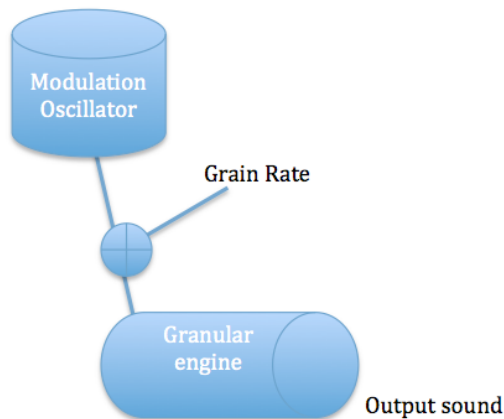 Modulation
Oscillator
Grain Rate
Granular
engine
Output sound